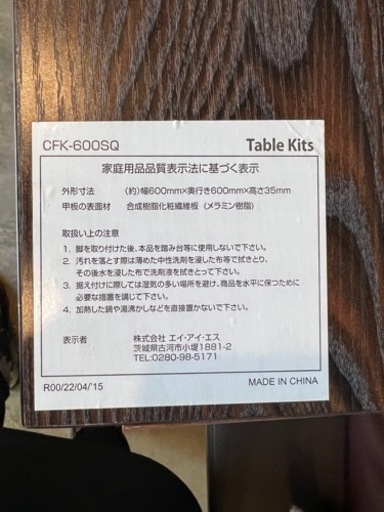 CFK-600SQ Table Kits
家庭用品品質表示法に基づく表示
外形寸法 (約)幅600mm×奥行き600mm×高さ35mm
甲板の表面材 合成樹脂化粧繊維板(メラミン樹脂)
取扱い上の注意
1. 脚を取り付けた後、本品を踏み台等に使用しないで下さい。
2. 汚れを落とす際は薄めた中性洗剤を浸した布等で拭きとり、
その後水を浸した布で洗剤液を拭きとって下さい。
3. 据え付けに際しては湿気の多い場所を避け、商品を水平に保つために
必要な措置を講じて下さい。
4. 加熱した鍋や湯沸かしなどを直接置かないで下さい。
表示者 株式会社 エイ・アイ・エス
茨城県古河市小堤1881-2
TEL:0280-98-5171
R00/22/04/'15 MADE IN CHINA